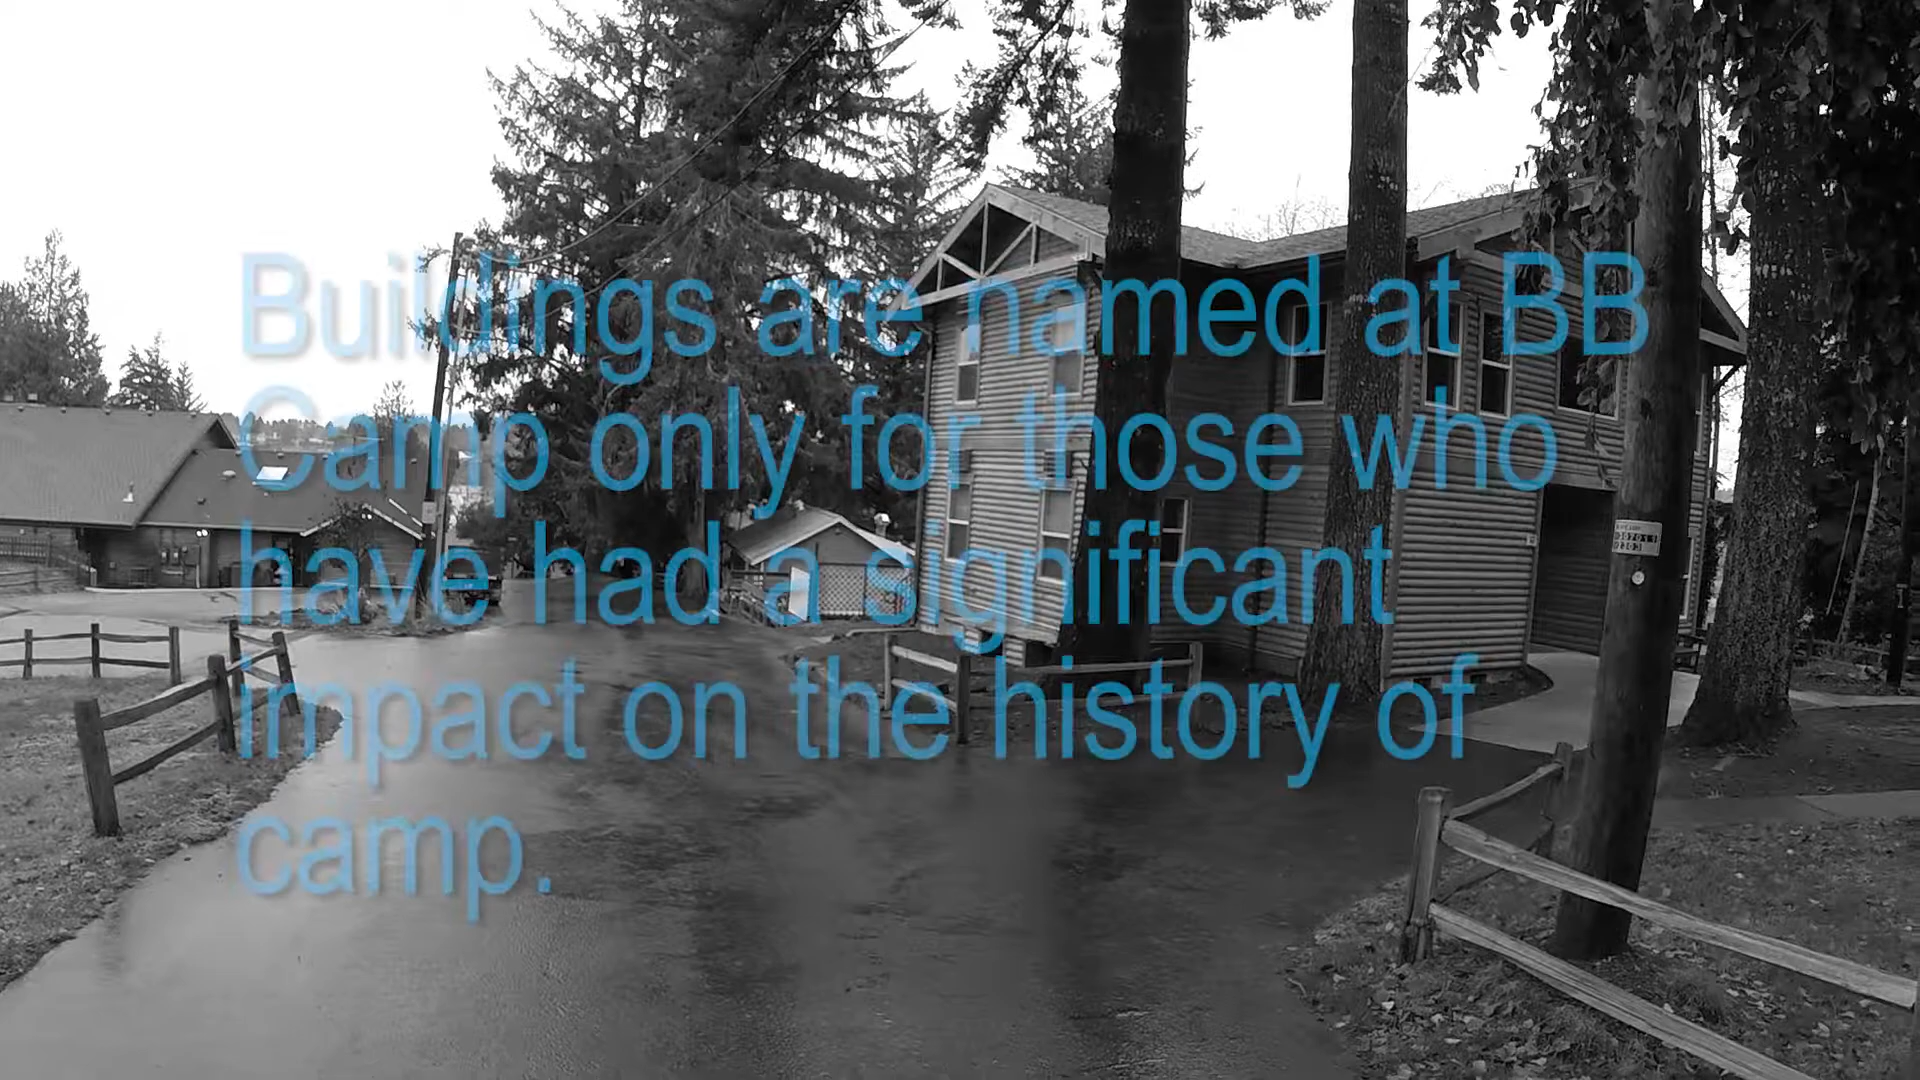 Buildings are named at BB
Camp only for those who
have had a significant
impact on the history of
camp.